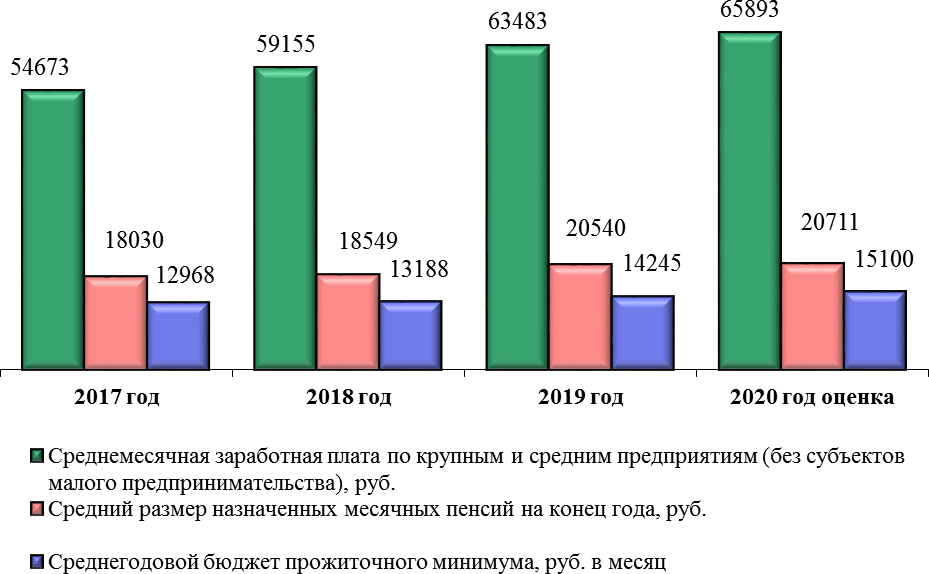 54673
18030
12968
59155
18549
13188
63483
20540
14245
65893
20711
15100
2017 год
2018 год
2019 год
2020 год оценка
Среднемесячная заработная плата по крупным и средним предприятиям (без субъектов
малого предпринимательства), руб.
Средний размер назначенных месячных пенсий на конец года, руб.
Среднегодовой бюджет прожиточного минимума, руб. в месяц